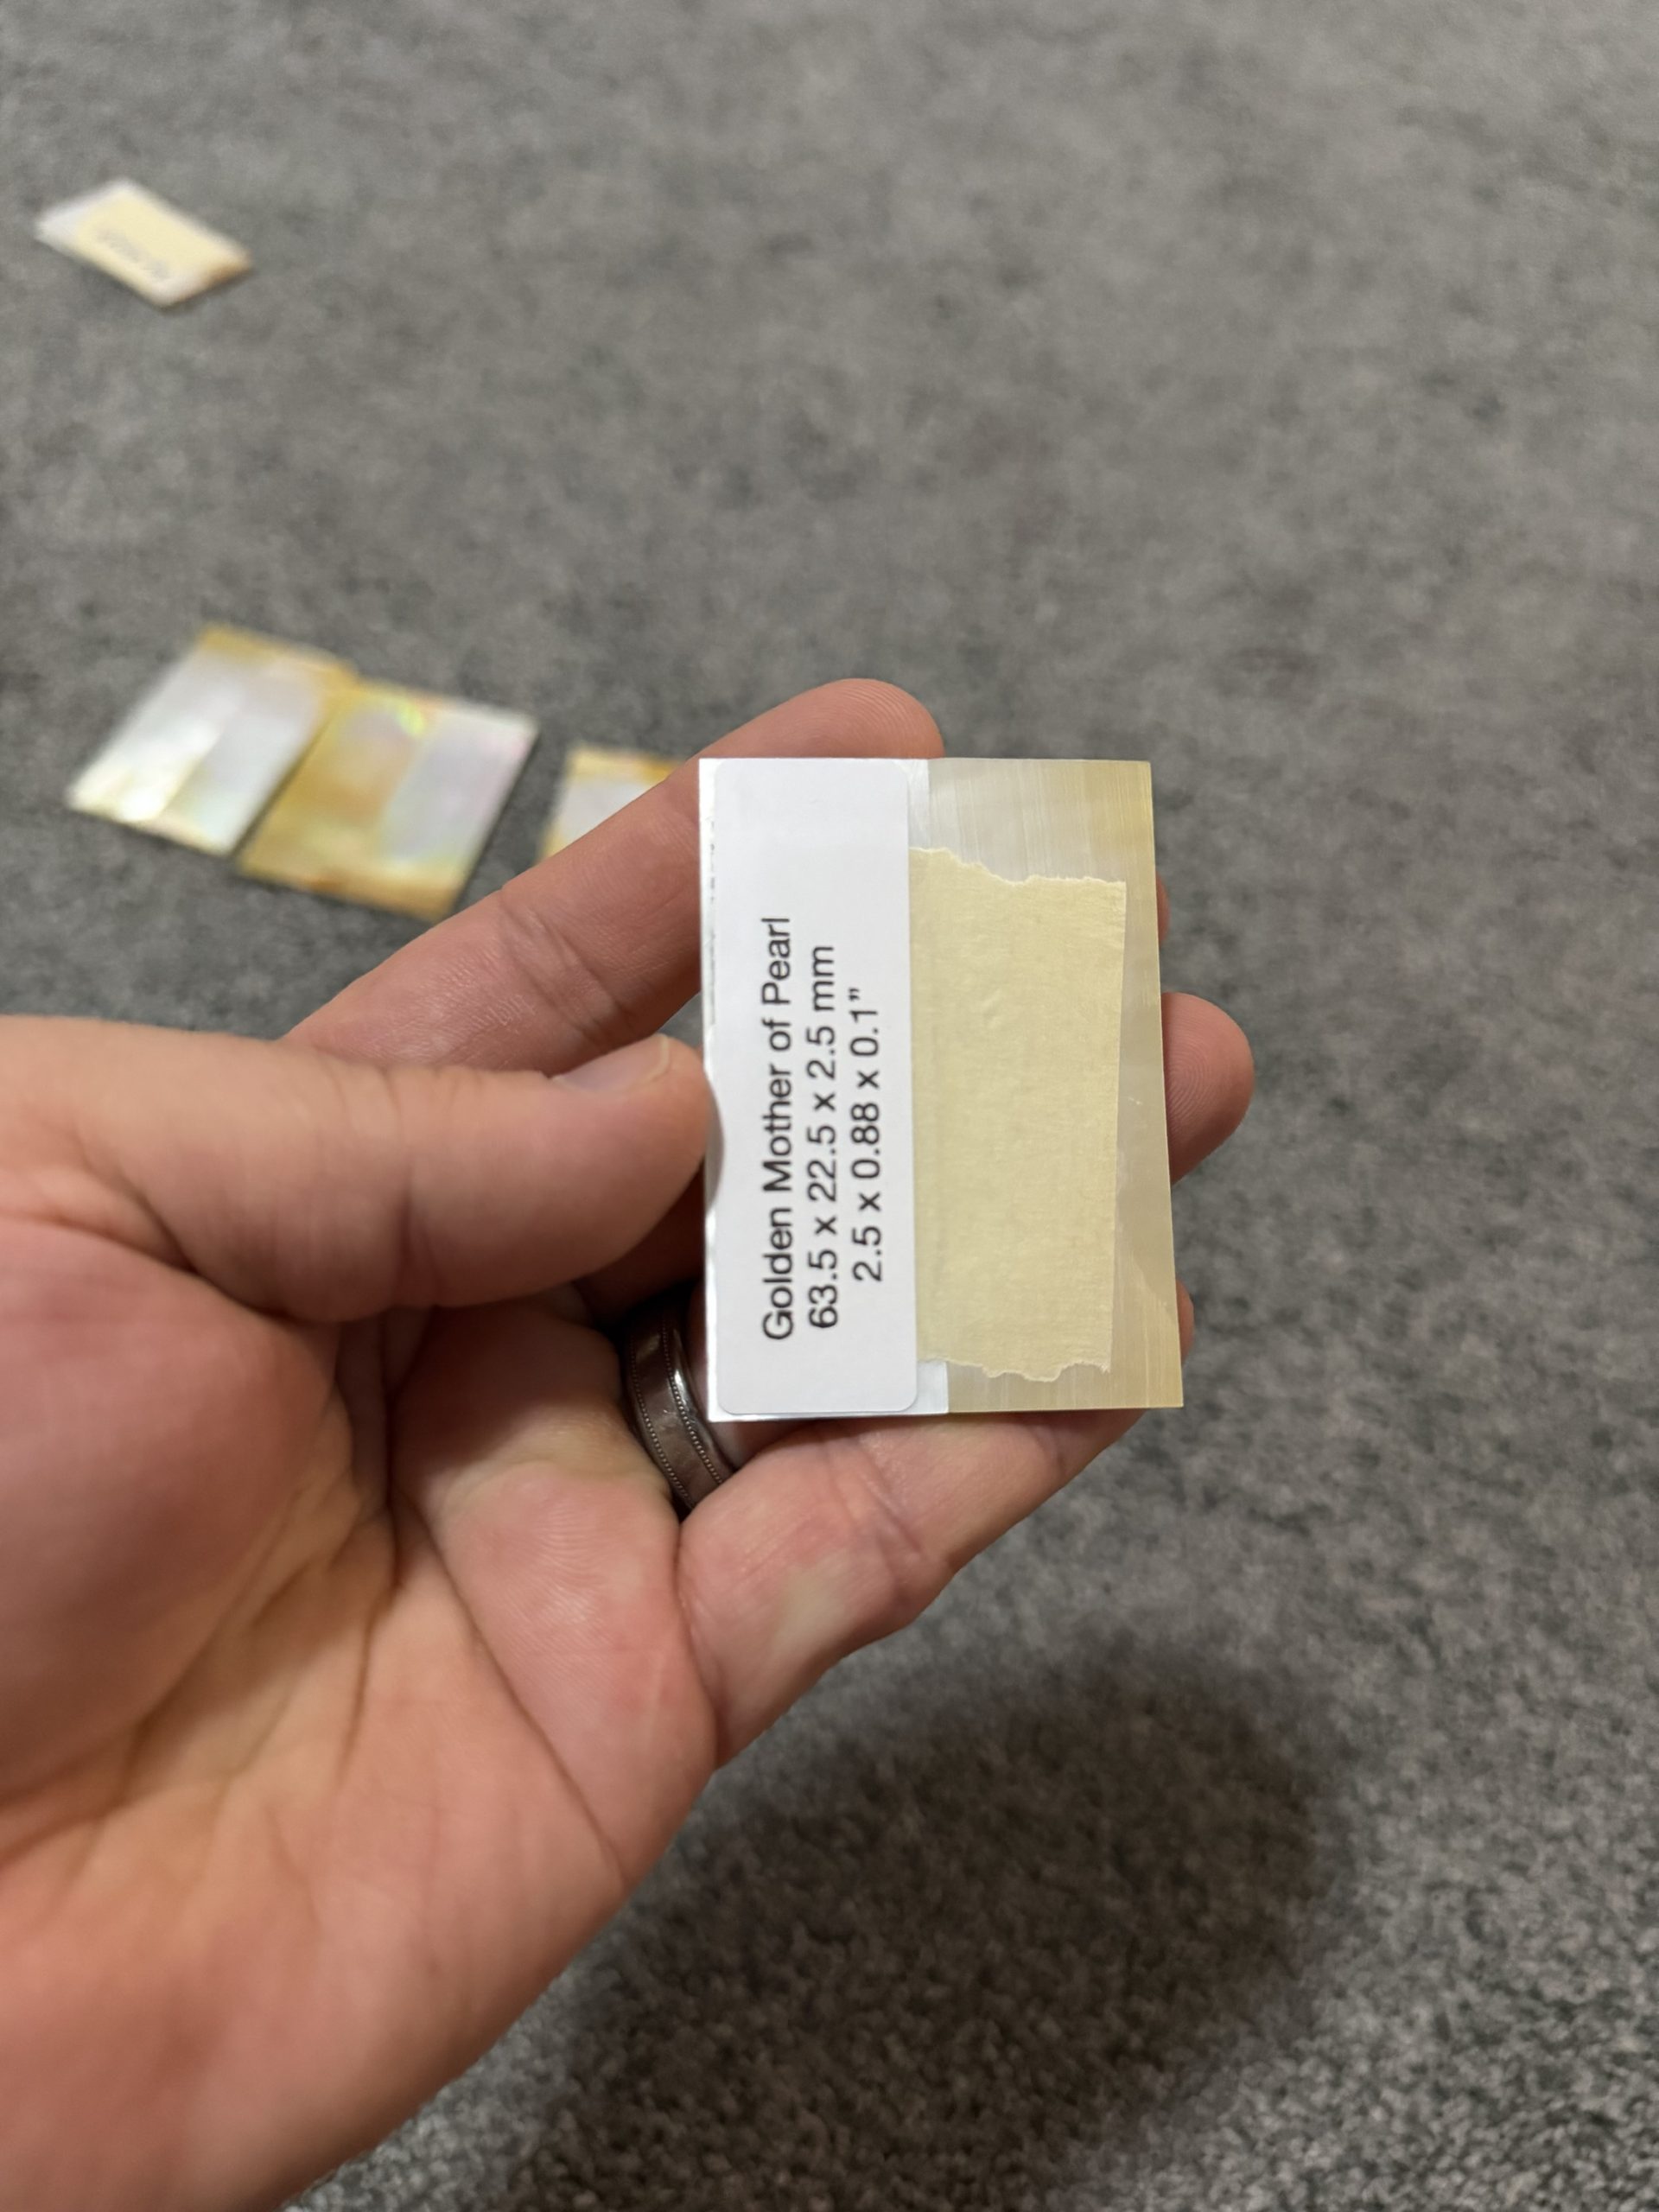 Golden Mother of Pearl
63.5 x 22.5 x 2.5 mm
2.5 x 0.88 x 0.1”